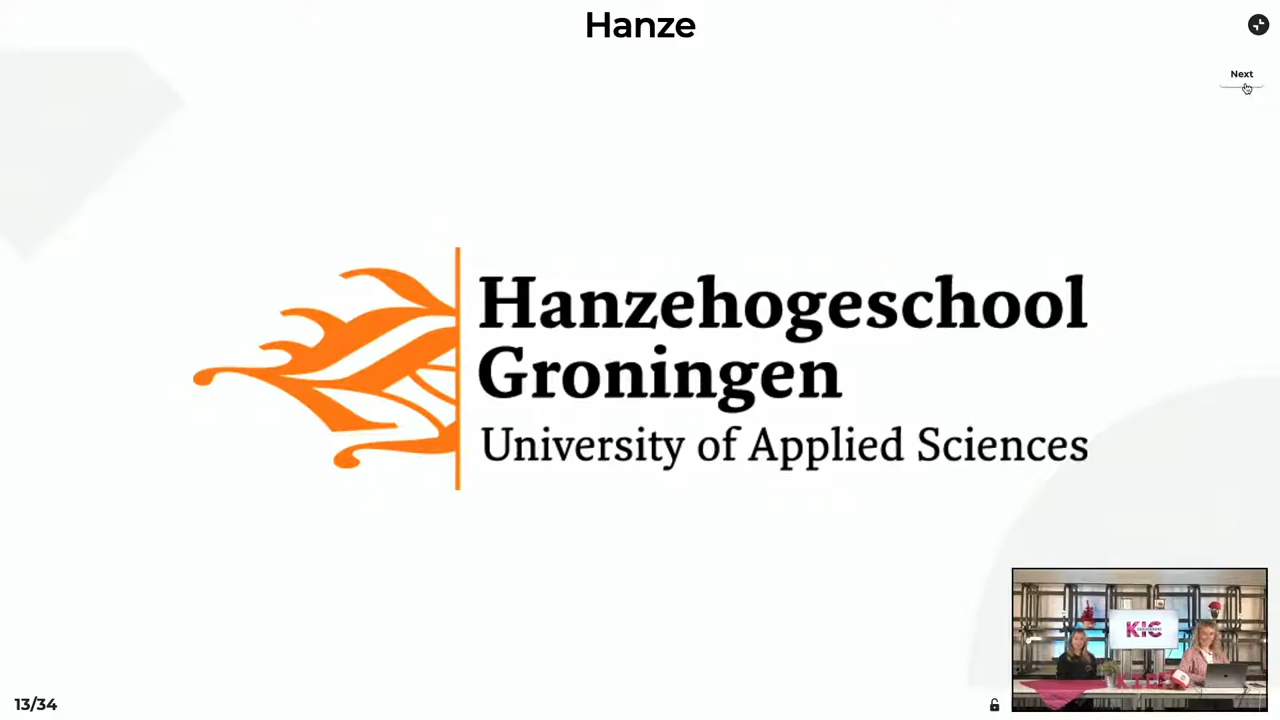 Hanze
Next
Hanzehogeschool
Groningen
University of Applied Sciences
KIC
13/34